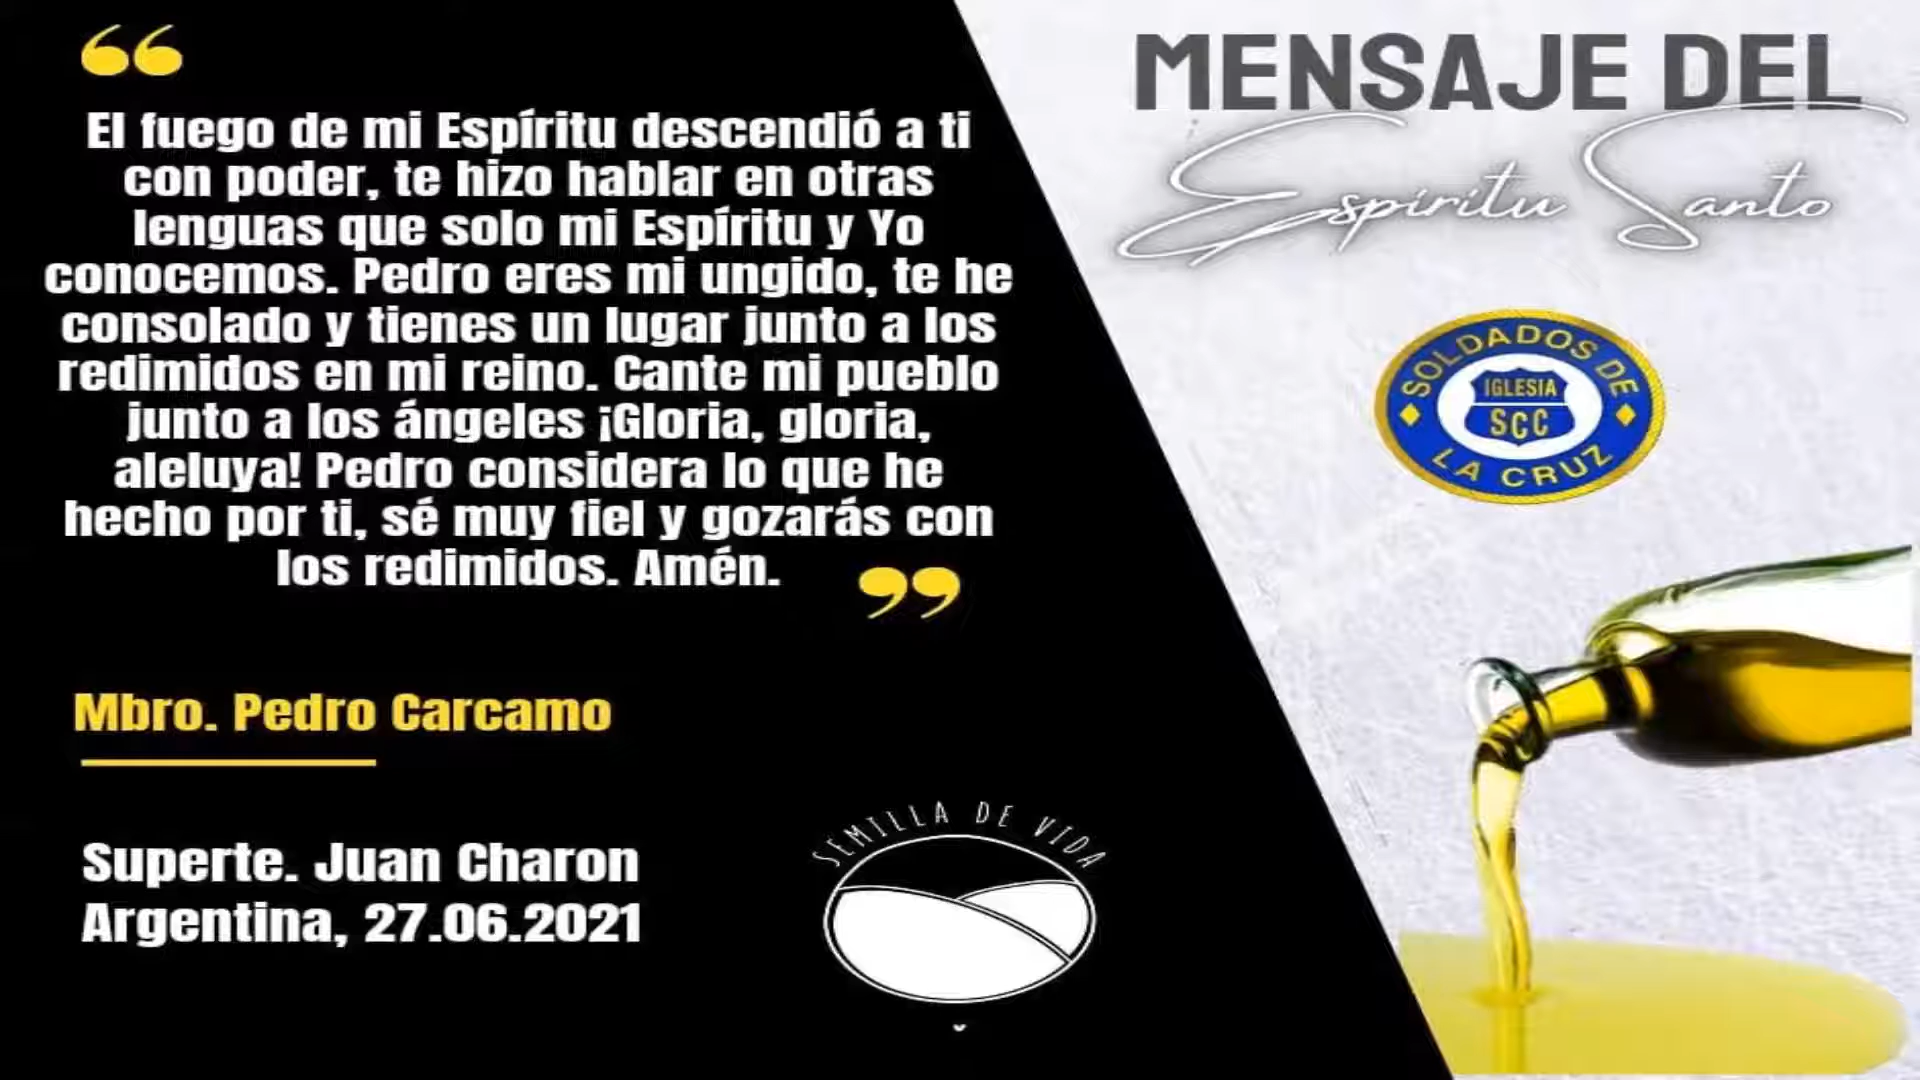 El fuego de mi Espíritu descendió a ti
con poder, te hizo hablar en otras
lenguas que solo mi Espíritu y Yo
conocemos. Pedro eres mi ungido, te he
consolado y tienes un lugar junto a los
redimidos en mi reino. Cante mi pueblo
junto a los ángeles ¡Gloria, gloria,
aleluya! Pedro considera lo que he
hecho por ti, sé muy fiel y gozarás con
los redimidos. Amén.
Mbro. Pedro Carcamo
Superte. Juan Charon
Argentina, 27.06.2021
SEMILLA DE VIDA
MENSAJE DEL
Espíritu Santo
SOLDADOS DE
IGLESIA
SCC
LA CRUZ